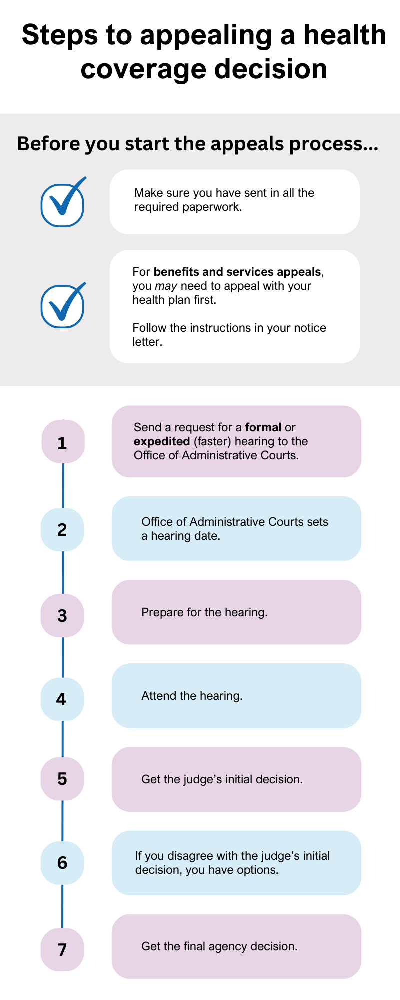 Steps to appealing a health
coverage decision
Before you start the appeals process...
Make sure you have sent in all the
required paperwork.
For benefits and services appeals,
you may need to appeal with your
health plan first.
Follow the instructions in your notice
letter.
1
Send a request for a formal or
expedited (faster) hearing to the
Office of Administrative Courts.
2
Office of Administrative Courts sets
a hearing date.
3
Prepare for the hearing.
4
Attend the hearing.
5
Get the judge’s initial decision.
6
If you disagree with the judge’s initial
decision, you have options.
7
Get the final agency decision.